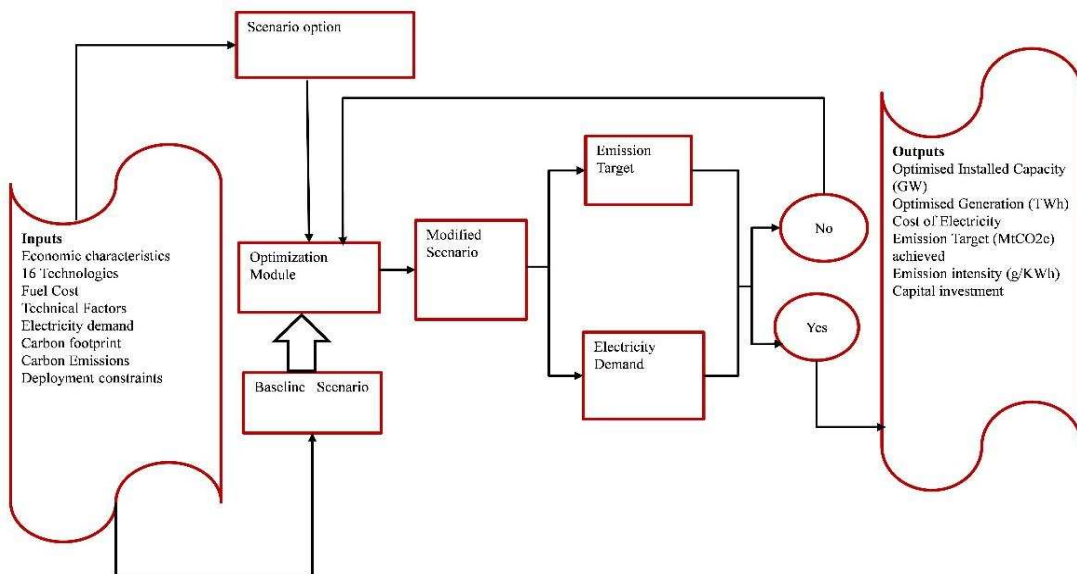 Scenario option
Inputs
Economic characteristics
16 Technologies
Fuel Cost
Technical Factors
Electricity demand
Carbon footprint
Carbon Emissions
Deployment constraints
Optimization
Module
Baseline Scenario
Modified
Scenario
Emission
Target
Electricity
Demand
No
Yes
Outputs
Optimised Installed Capacity
(GW)
Optimised Generation (TWh)
Cost of Electricity
Emission Target (MtCO2e)
achieved
Emission intensity (g/KWh)
Capital investment